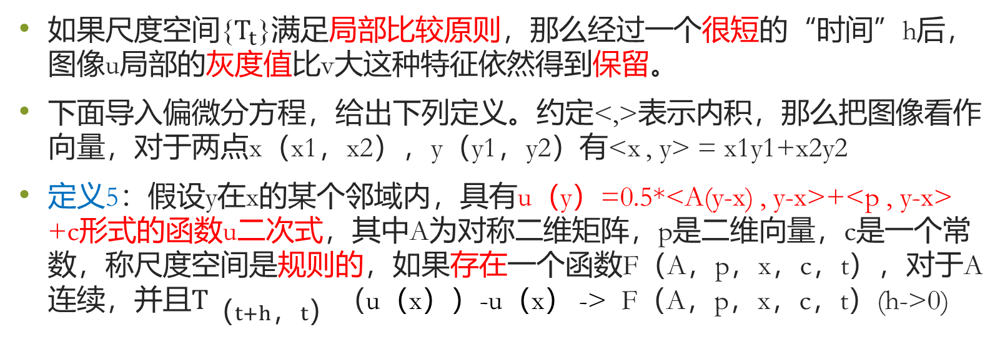 • 如果尺度空间{Tt}满足局部比较原则，那么经过一个很短的“时间”h后，
图像u局部的灰度值比v大这种特征依然得到保留。
• 下面导入偏微分方程，给出下列定义。约定<,>表示内积，那么把图像看作
向量，对于两点x（x1，x2），y（y1，y2）有<x , y> = x1y1+x2y2
• 定义5：假设y在x的某个邻域内，具有u（y）=0.5*<A(y-x) , y-x>+<p , y-x>
+c形式的函数u二次式，其中A为对称二维矩阵，p是二维向量，c是一个常
数，称尺度空间是规则的，如果存在一个函数F（A，p，x，c，t），对于A
连续，并且T（t+h，t）（u（x））-u（x）-> F（A，p，x，c，t）(h->0)